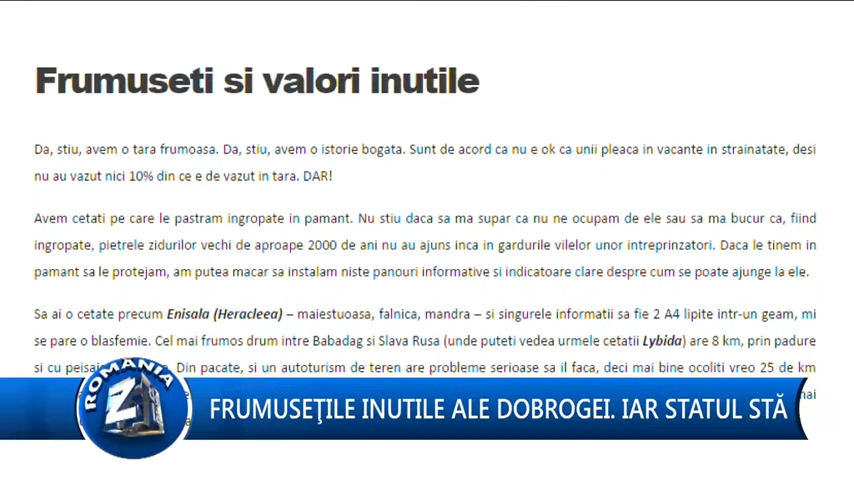 Frumuseti si valori inutile
Da, stiu, avem o tara frumoasa. Da, stiu, avem o istorie bogata. Sunt de acord ca nu e ok ca unii pleaca in vacante in strainatate, desi
nu au vazut nici 10% din ce e de vazut in tara. DAR!
Avem cetati pe care le pastram ingropate in pamant. Nu stiu daca sa ma supar ca nu ne ocupam de ele sau sa ma bucur ca, fiind
ingropate, pietrele zidurilor vechi de aproape 2000 de ani nu au ajuns inca in gardurile vilelor unor intreprinzatori. Daca le tinem in
pamant sa le protejam, am putea macar sa instalam niste panouri informative si indicatoare clare despre cum se poate ajunge la ele.
Sa ai o cetate precum Enisala (Heracleea) – maiestuoasa, falnica, mandra – si singurele informatii sa fie 2 A4 lipite intr-un geam, mi
se pare o blasfemie. Cel mai frumos drum intre Babadag si Slava Rusa (unde puteti vedea urmele cetatii Lybida) are 8 km, prin padure
si cu Din pacate, si un autoturism de teren are probleme serioase sa il faca, deci mai bine ocoliti vreo 25 de km
ROMANIA
Z
FRUMUSEŢILE INUTILE ALE DOBROGEI. IAR STATUL STĂ